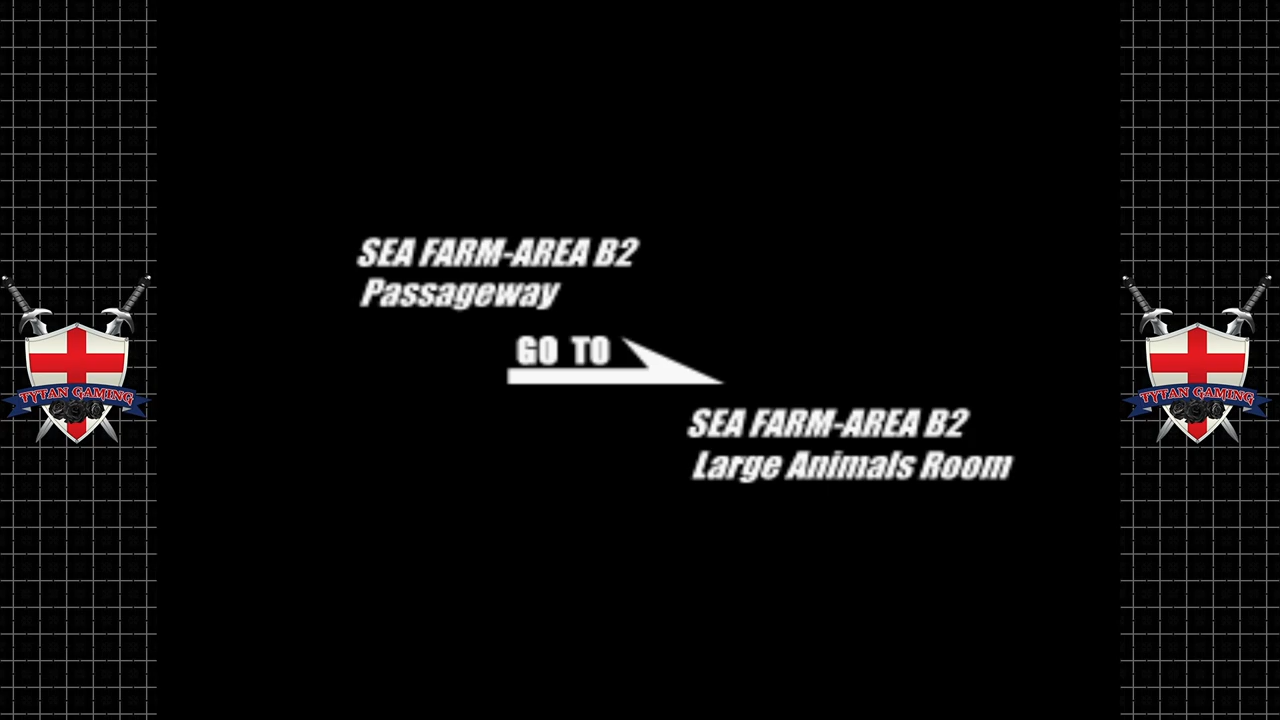 SEA FARM-AREA B2
Passageway
GO TO
SEA FARM-AREA B2
Large Animals Room
TYTAN GAMING
TYTAN GAMING